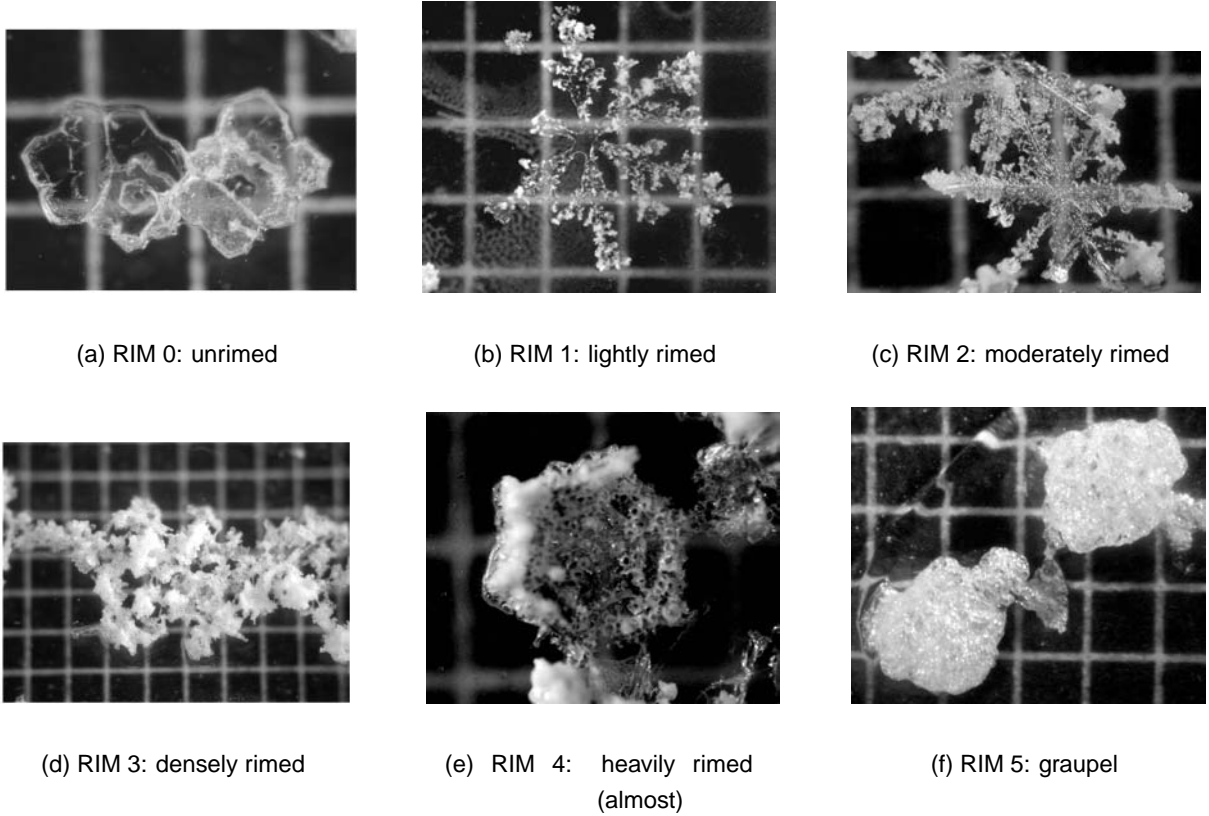 (a) RIM 0: unrimed
(b) RIM 1: lightly rimed
(c) RIM 2: moderately rimed
(d) RIM 3: densely rimed
(e) RIM 4: heavily rimed
(almost)
(f) RIM 5: graupel